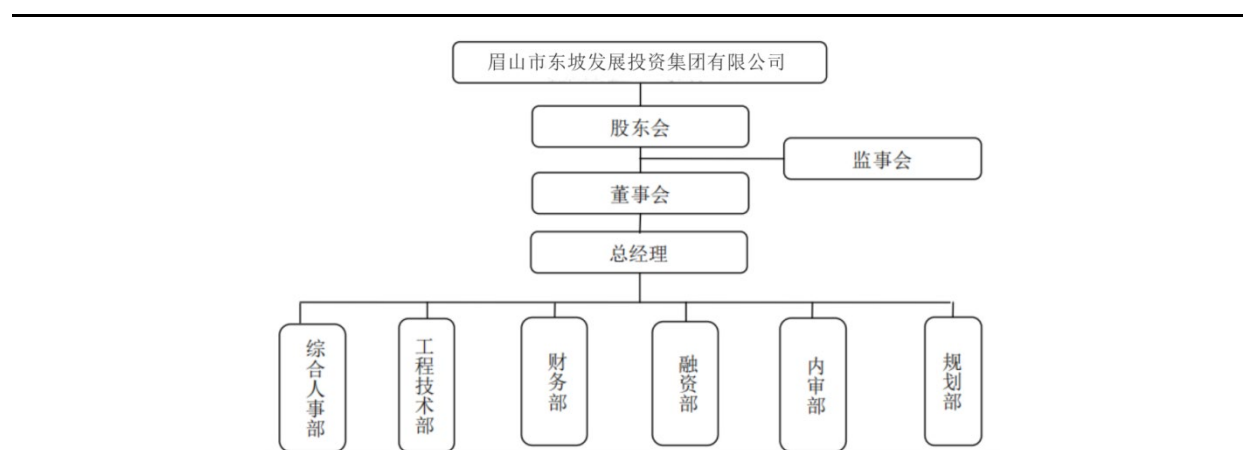 眉山市东坡发展投资集团有限公司
股东会
监事会
董事会
总经理
综合人事部
工程技术部
财务部
融资部
内审部
规划部